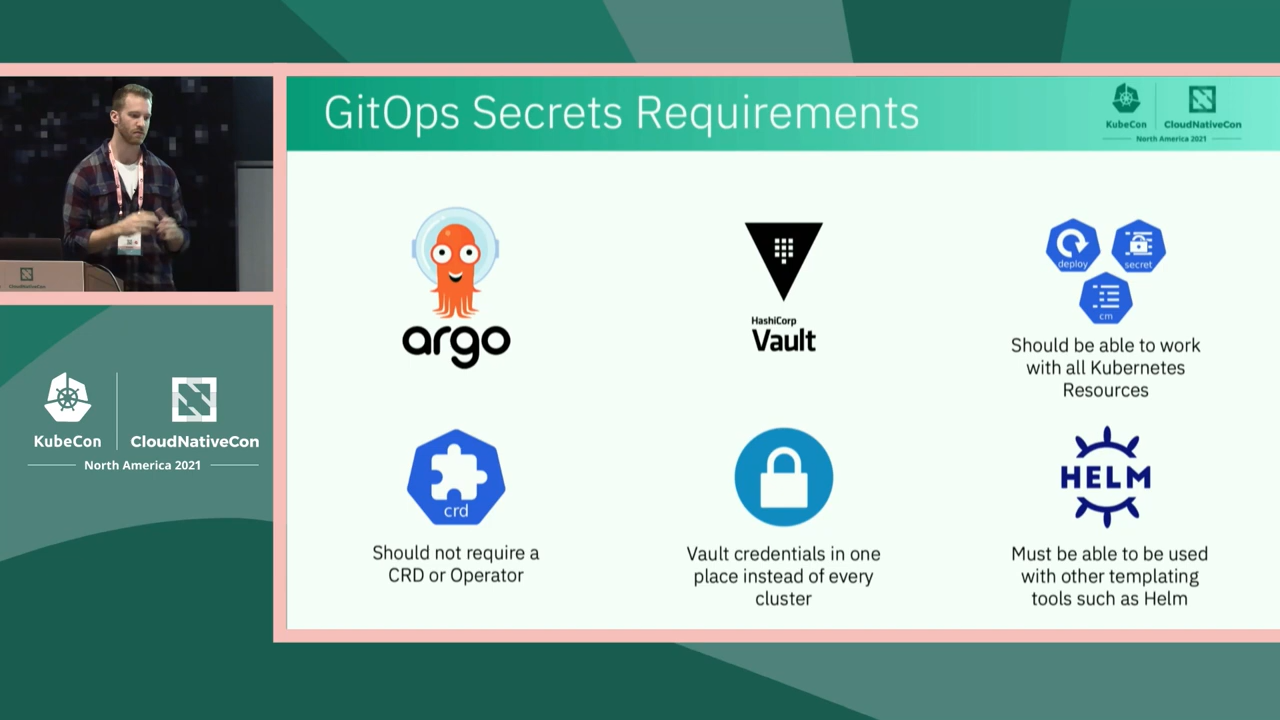 GitOps Secrets Requirements
KubeCon
CloudNativeCon
North America 2021
argo
HashiCorp
Vault
deploy
secret
cm
Should be able to work
with all Kubernetes
Resources
crd
Should not require a
CRD or Operator
Vault credentials in one
place instead of every
cluster
HELM
Must be able to be used
with other templating
tools such as Helm
KubeCon
CloudNativeCon
North America 2021